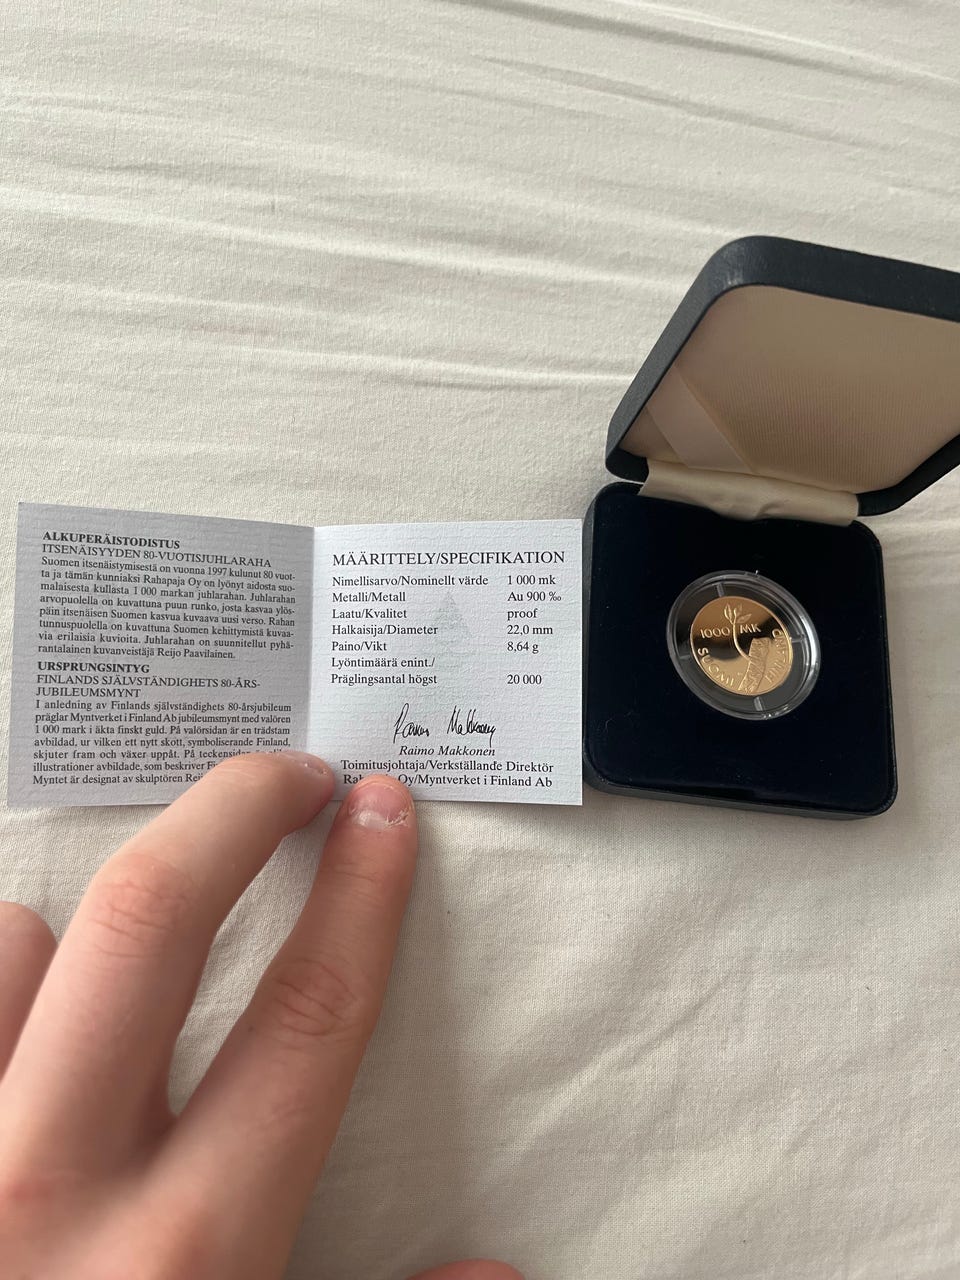 ALKUPERÄISTODISTUS
ITSENÄISYYDEN 80-VUOTISJUHLARAHA
Suomen itsenäistymisestä on vuonna 1997 kulunut 80 vuot-
ta ja tämän kunniaksi Rahapaja Oy on lyönyt aidosta suo-
malaisesta kullasta 1 000 markan juhlarahan. Juhlarahan
arvopuolella on kuvattuna puun runko, josta kasvaa ylös-
päin itsenäisen Suomen kasvua kuvaava uusi verso. Rahan
tunnuspuolella on kuvattuna Suomen kehittymistä kuvaa-
via erilaisia kuvioita. Juhlarahan on suunnitellut pyhä-
rantalainen kuvanveistäjä Reijo Paavilainen.
URSPRUNGSINTYG
FINLANDS SJÄLVSTÄNDIGHETS 80-ÅRS-
JUBILEUMSMYNT
I anledning av Finlands självständighets 80-årsjubileum
präglar Myntverket i Finland Ab jubileumsmynt med valören
1 000 mark i äkta finskt guld. På valörsidan är en trädstam
avbildad, ur vilken ett nytt skott, symboliserande Finland,
skjuter fram och växer uppåt. På teckensidan
illustrationer avbildade, som beskriver
Myntet är designat av skulptören
MÄÄRITTELY/SPECIFIKATION
Nimellisarvo/Nominellt värde 1 000 mk
Metalli/Metall Au 900 ‰
Laatu/Kvalitet proof
Halkaisija/Diameter 22,0 mm
Paino/Vikt 8,64 g
Lyöntimäärä enint./
Präglingsantal högst 20 000
Raimo Makkonen
Raimo Makkonen
Toimitusjohtaja/Verkställande Direktör
Oy/Myntverket i Finland Ab
1000 MK
SUOMI
FINLAND